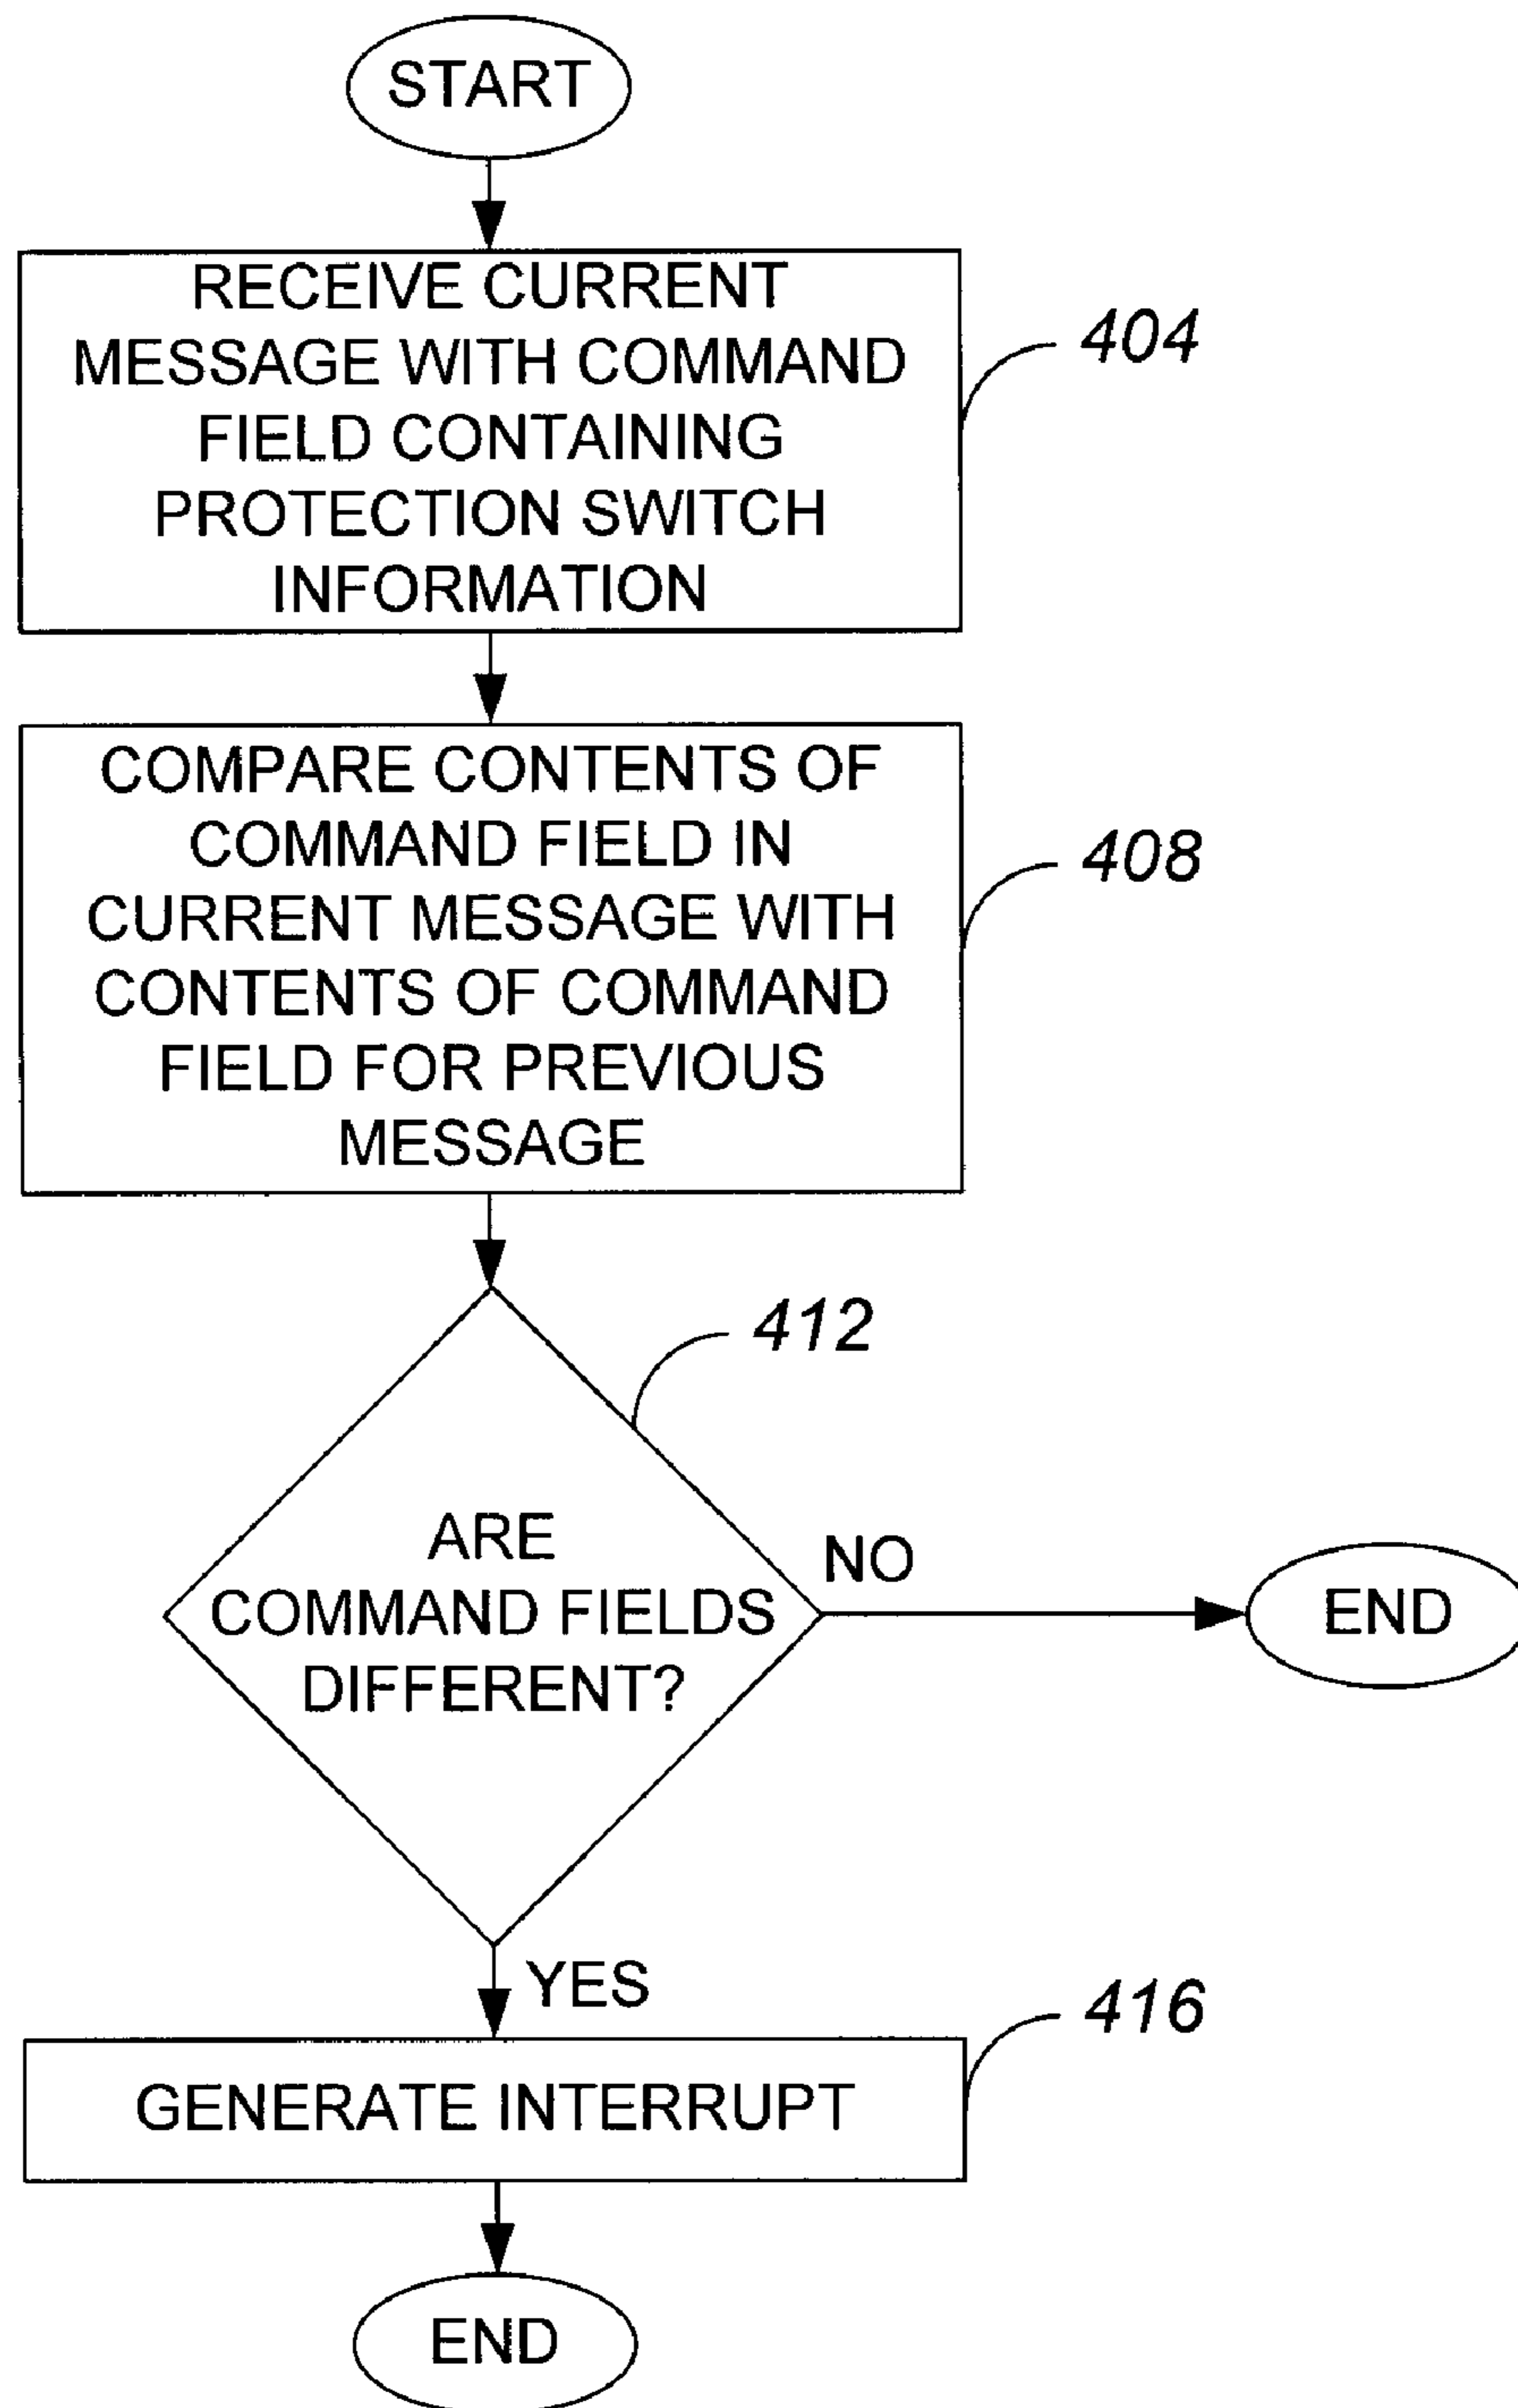 START
RECEIVE CURRENT
MESSAGE WITH COMMAND
FIELD CONTAINING
PROTECTION SWITCH
INFORMATION
404
COMPARE CONTENTS OF
COMMAND FIELD IN
CURRENT MESSAGE WITH
CONTENTS OF COMMAND
FIELD FOR PREVIOUS
MESSAGE
408
412
ARE
COMMAND FIELDS
DIFFERENT?
NO
END
YES
416
GENERATE INTERRUPT
END